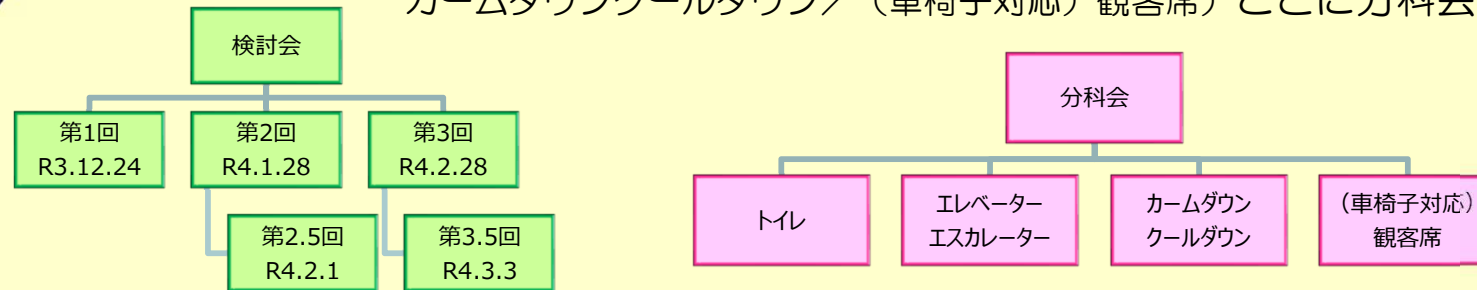 カームダウンクールダウン／（車椅子対応）観客席）ごとに分科会
検討会
第1回
R3.12.24
第2回
R4.1.28
第3回
R4.2.28
第2.5回
R4.2.1
第3.5回
R4.3.3
分科会
トイレ
エレベーター
エスカレーター
カームダウン
クールダウン
（車椅子対応）
観客席